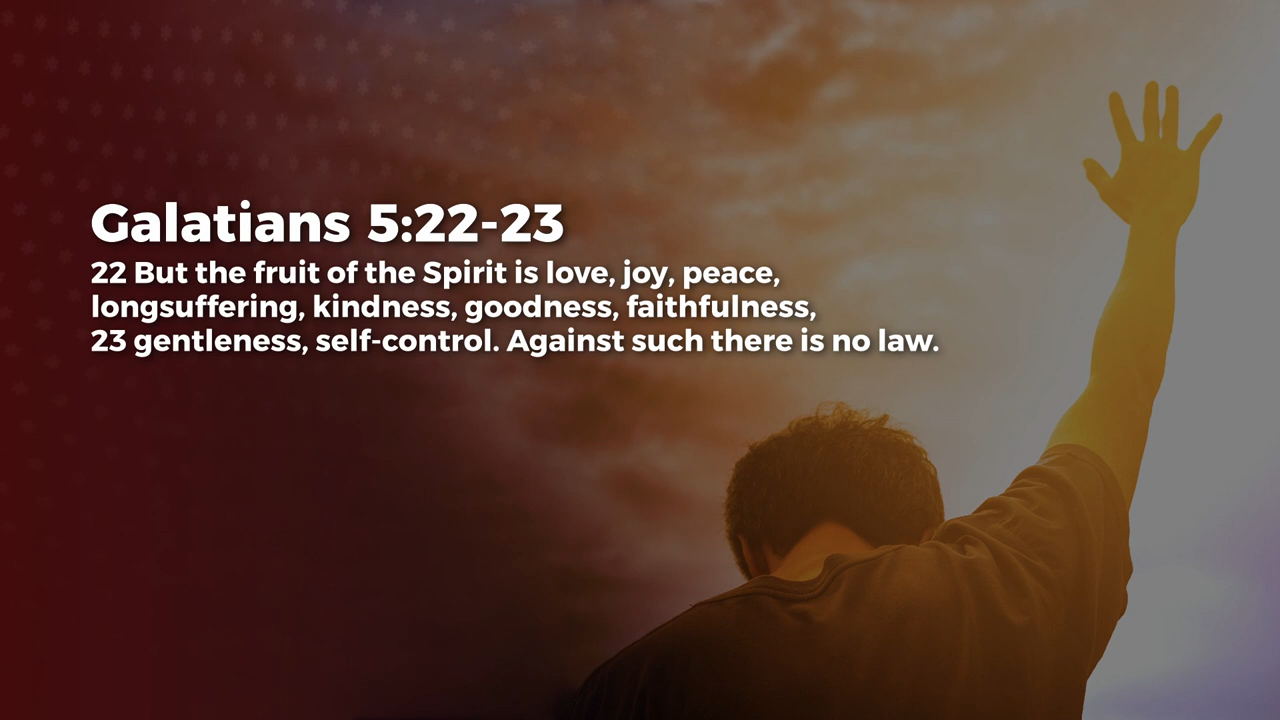 Galatians 5:22-23
22 But the fruit of the Spirit is love, joy, peace,
longsuffering, kindness, goodness, faithfulness,
23 gentleness, self-control. Against such there is no law.